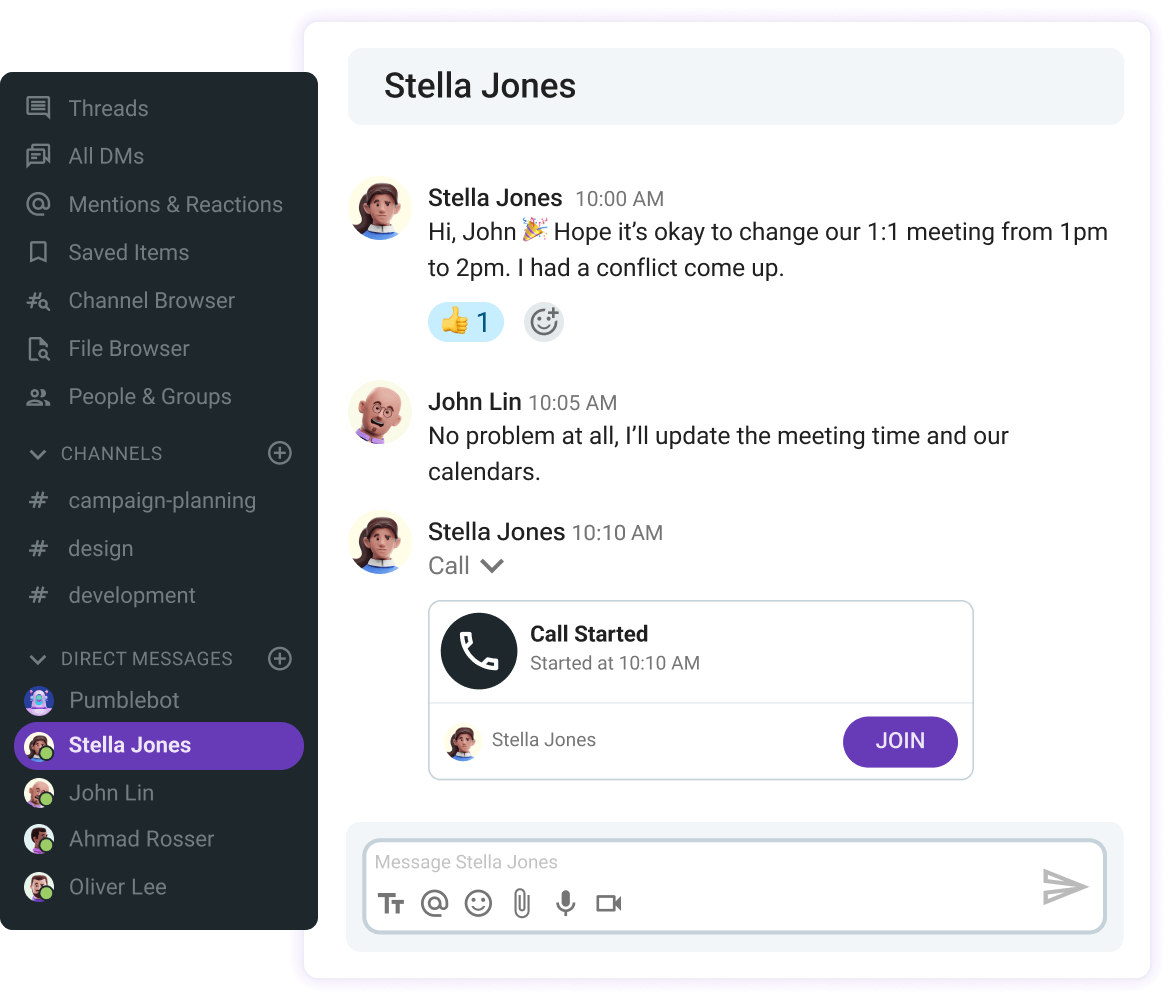 Threads
All DMs
Mentions & Reactions
Saved Items
Channel Browser
File Browser
People & Groups
CHANNELS
# campaign-planning
# design
# development
DIRECT MESSAGES
Pumblebot
Stella Jones
John Lin
Ahmad Rosser
Oliver Lee
Stella Jones
Stella Jones 10:00 AM
Hi, John 🎉 Hope it’s okay to change our 1:1 meeting from 1pm
to 2pm. I had a conflict come up.
👍 1
John Lin 10:05 AM
No problem at all, I’ll update the meeting time and our
calendars.
Stella Jones 10:10 AM
Call
Call Started
Started at 10:10 AM
Stella Jones
JOIN
Message Stella Jones
Tт @